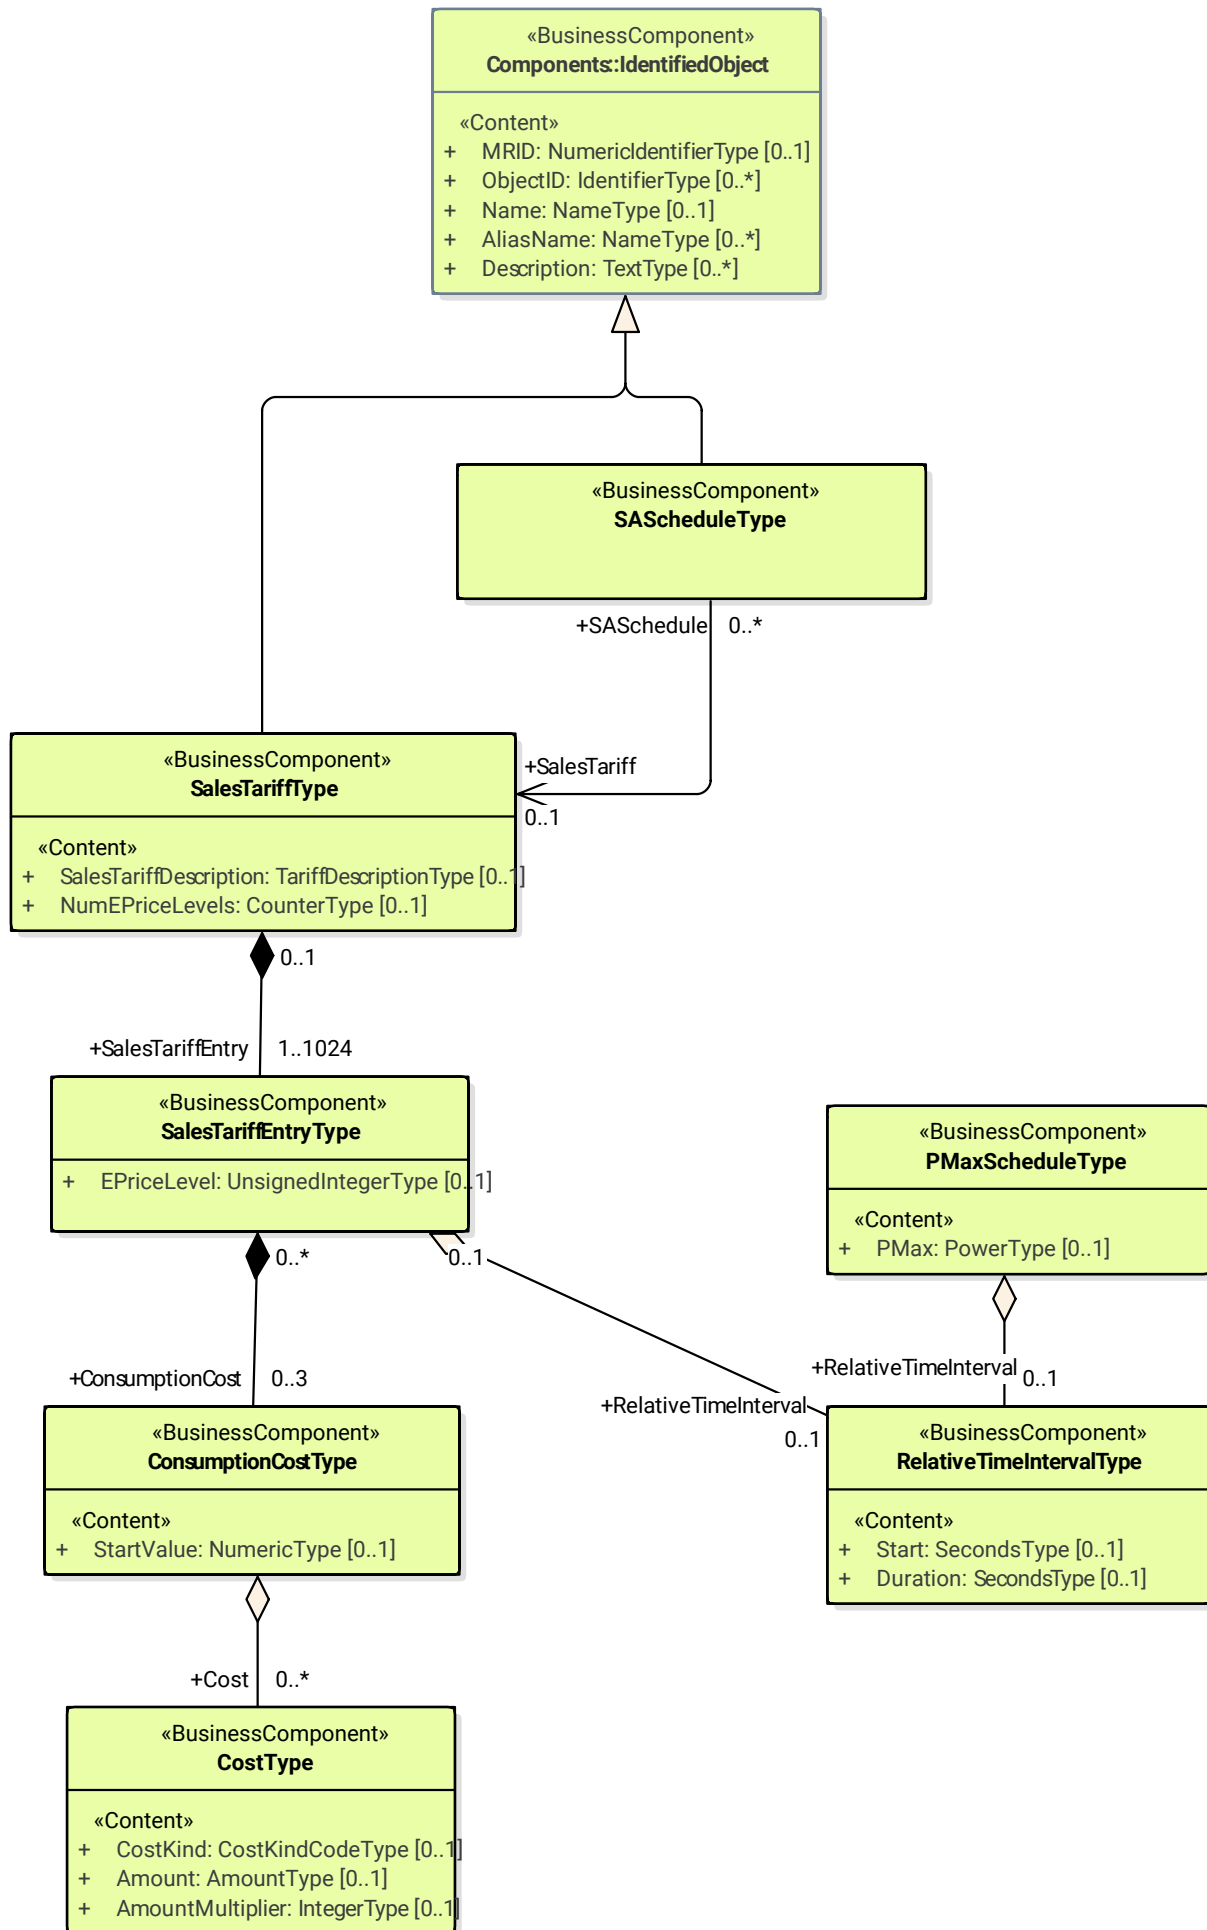 «BusinessComponent»
Components::IdentifiedObject
«Content»
+ MRID: NumericIdentifierType [0..1]
+ ObjectID: IdentifierType [0..*]
+ Name: NameType [0..1]
+ AliasName: NameType [0..*]
+ Description: TextType [0..*]
«BusinessComponent»
SAScheduleType
+SASchedule 0..*
+SalesTariff
0..1
«BusinessComponent»
SalesTariffType
«Content»
+ SalesTariffDescription: TariffDescriptionType [0..1]
+ NumEPriceLevels: CounterType [0..1]
0..1
+SalesTariffEntry 1..1024
«BusinessComponent»
SalesTariffEntryType
+ EPriceLevel: UnsignedIntegerType [0..1]
0..*
0..1
«BusinessComponent»
PMaxScheduleType
«Content»
+ PMax: PowerType [0..1]
+RelativeTimeInterval
0..1
+ConsumptionCost 0..3
+RelativeTimeInterval
0..1
«BusinessComponent»
ConsumptionCostType
«Content»
+ StartValue: NumericType [0..1]
«BusinessComponent»
RelativeTimeIntervalType
«Content»
+ Start: SecondsType [0..1]
+ Duration: SecondsType [0..1]
+Cost 0..*
«BusinessComponent»
CostType
«Content»
+ CostKind: CostKindCodeType [0..1]
+ Amount: AmountType [0..1]
+ AmountMultiplier: IntegerType [0..1]